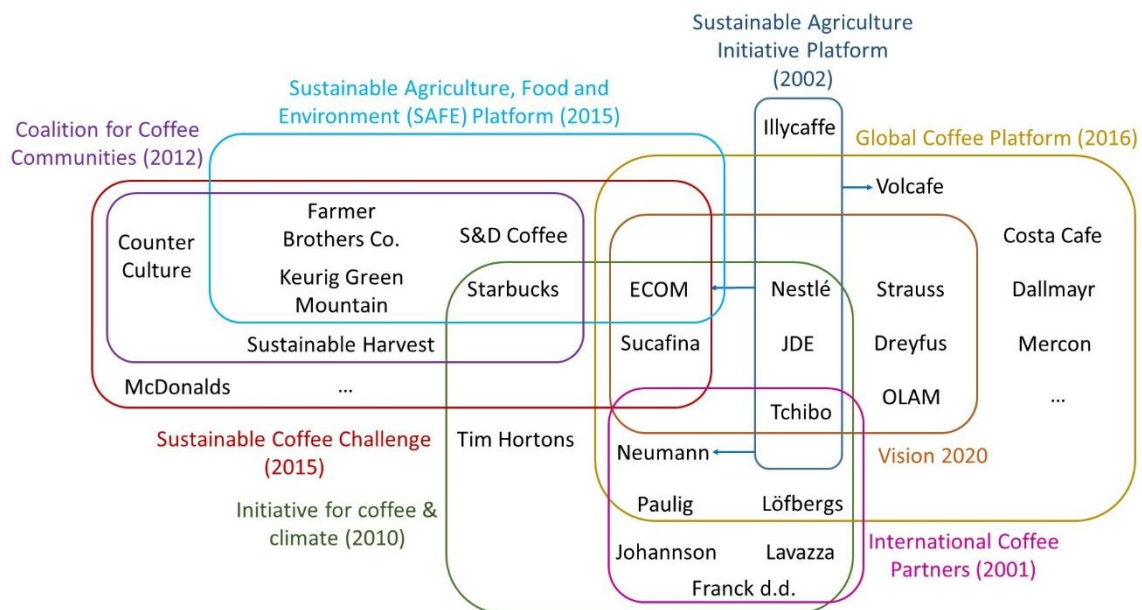 Sustainable Agriculture
Initiative Platform
(2002)
Sustainable Agriculture, Food and
Environment (SAFE) Platform (2015)
Coalition for Coffee
Communities (2012)
Illycaffe
Global Coffee Platform (2016)
Volcafe
Farmer
Brothers Co.
S&D Coffee
Counter
Culture
Costa Cafe
Keurig Green
Mountain
Starbucks
ECOM
Nestlé
Strauss
Dallmayr
Sustainable Harvest
Sucafina
JDE
Dreyfus
Mercon
McDonalds
...
Tchibo
OLAM
...
Sustainable Coffee Challenge
(2015)
Tim Hortons
Neumann
Vision 2020
Initiative for coffee &
climate (2010)
Paulig
Löfbergs
Johannson
Lavazza
International Coffee
Partners (2001)
Franck d.d.